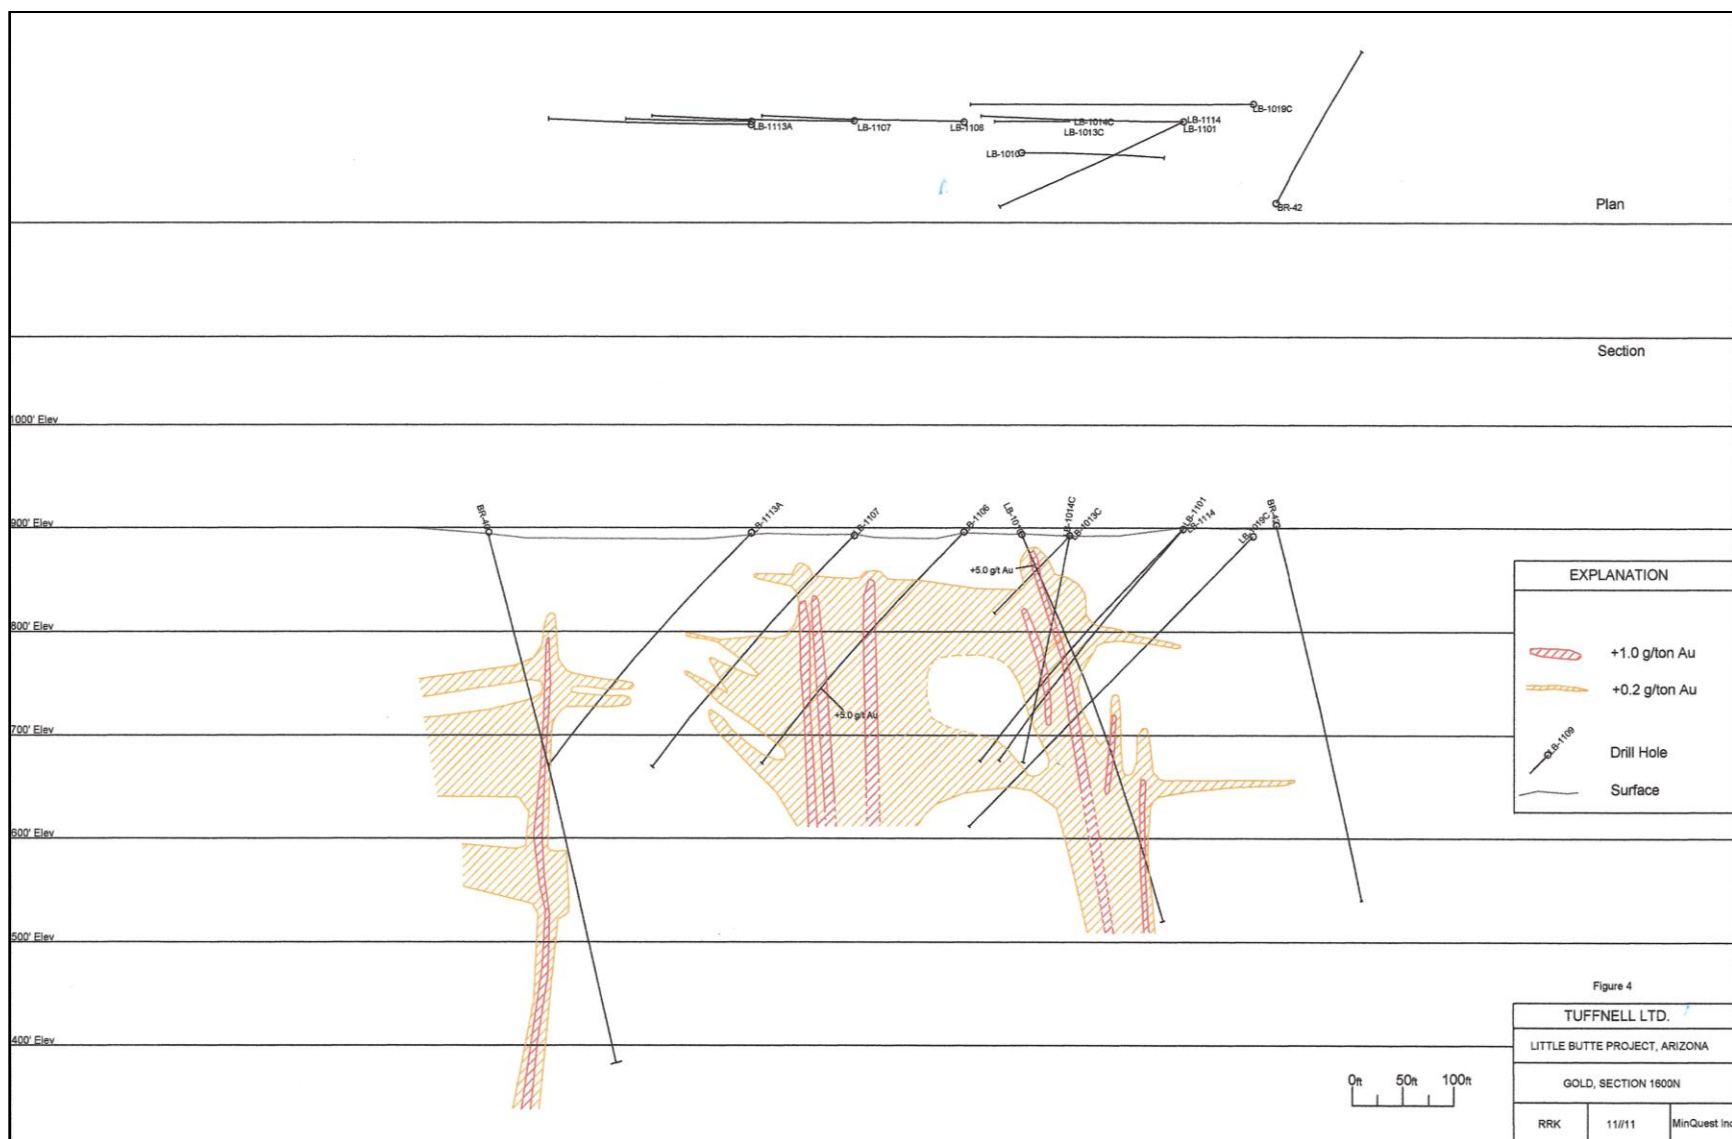 LB-1019C
LB-1113A
LB-1107
LB-1106
LB-1014C
LB-1013C
LB-1114
LB-1101
LB-1010
BR-42
Plan
Section
1000' Elev
900' Elev
BR-40
LB-1113A
LB-1107
LB-1106
LB-1010
LB-1014C
LB-1013C
LB-1101
LB-1114
LB-1019C
BR-42
+5.0 g/t Au
800' Elev
+5.0 g/t Au
700' Elev
600' Elev
500' Elev
400' Elev
EXPLANATION
+1.0 g/ton Au
+0.2 g/ton Au
LB-1109
Drill Hole
Surface
Figure 4
TUFFNELL LTD.
LITTLE BUTTE PROJECT, ARIZONA
GOLD, SECTION 1600N
RRK
11//11
MinQuest Inc
0ft 50ft 100ft